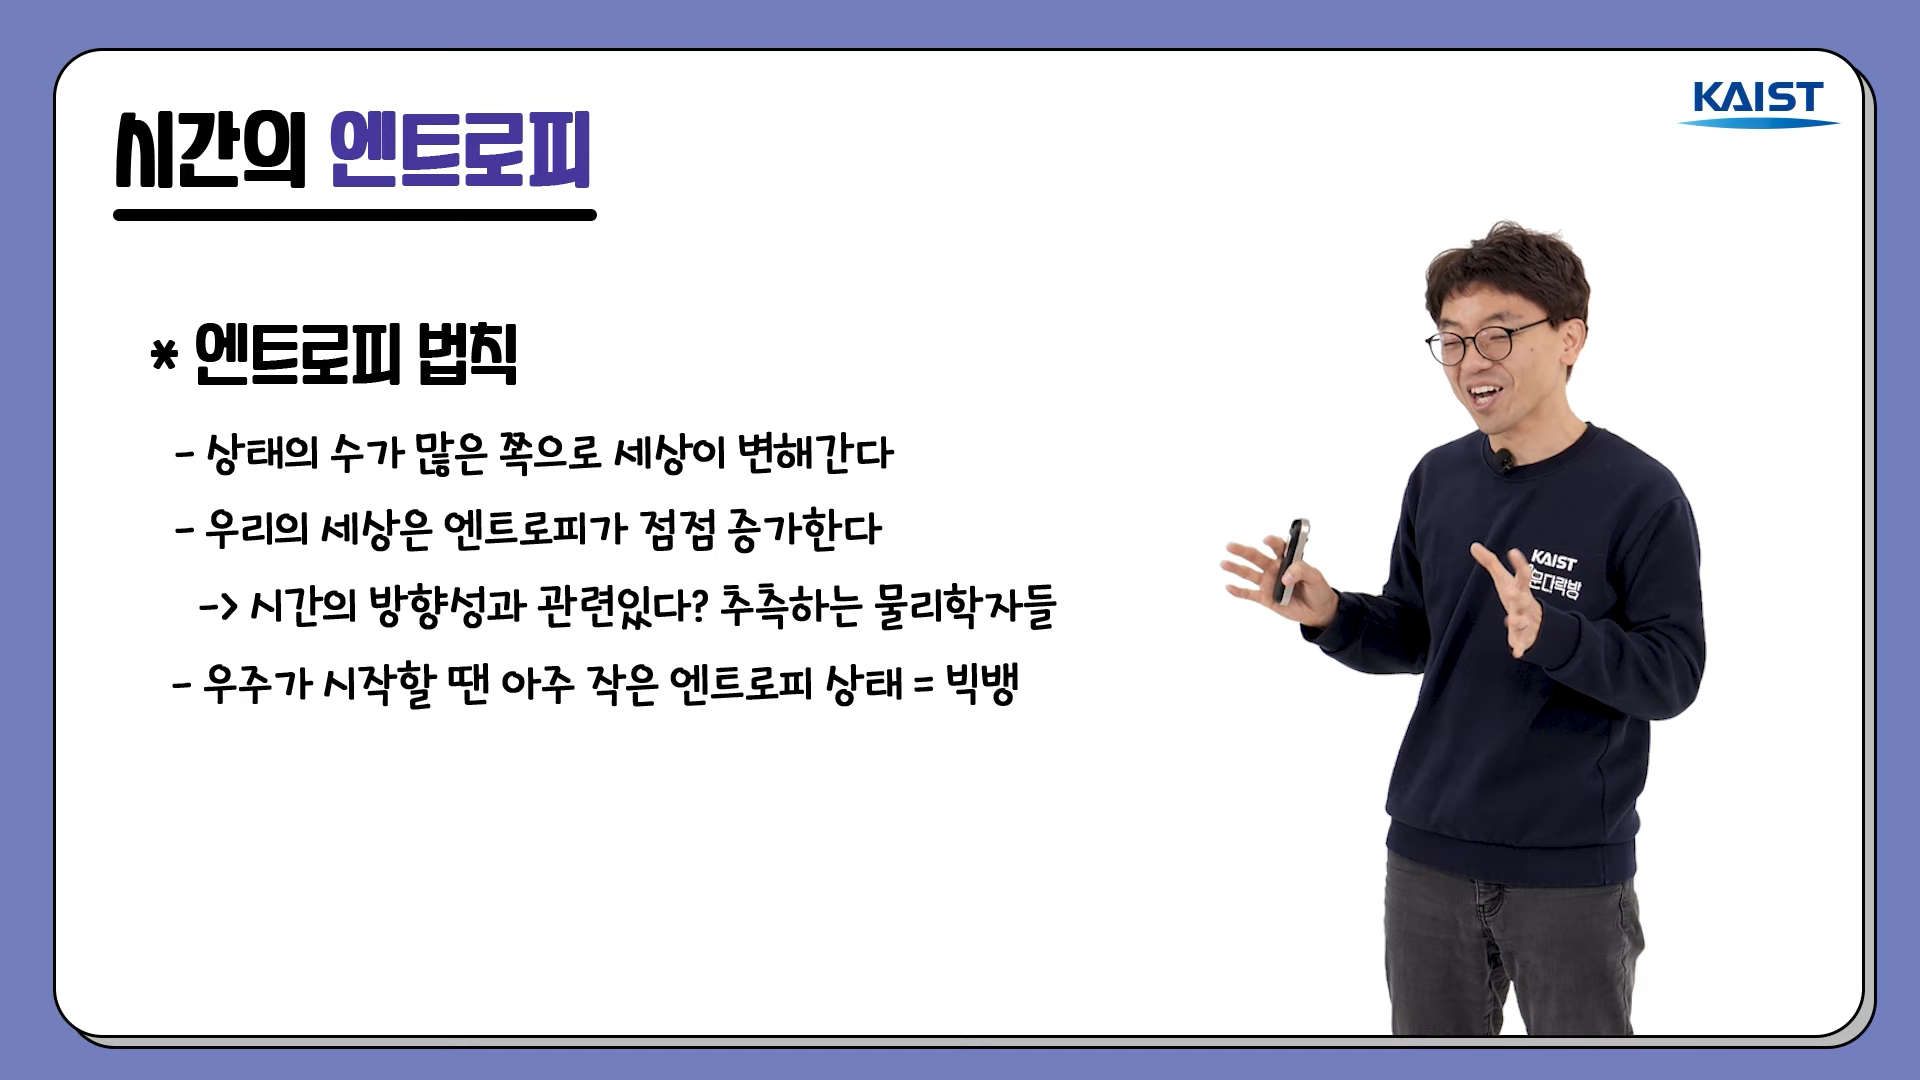 KAIST
시간의 엔트로피
* 엔트로피 법칙
- 상태의 수가 많은 쪽으로 세상이 변해간다
- 우리의 세상은 엔트로피가 점점 증가한다
-> 시간의 방향성과 관련있다? 추측하는 물리학자들
- 우주가 시작할 땐 아주 작은 엔트로피 상태 = 빅뱅
KAIST